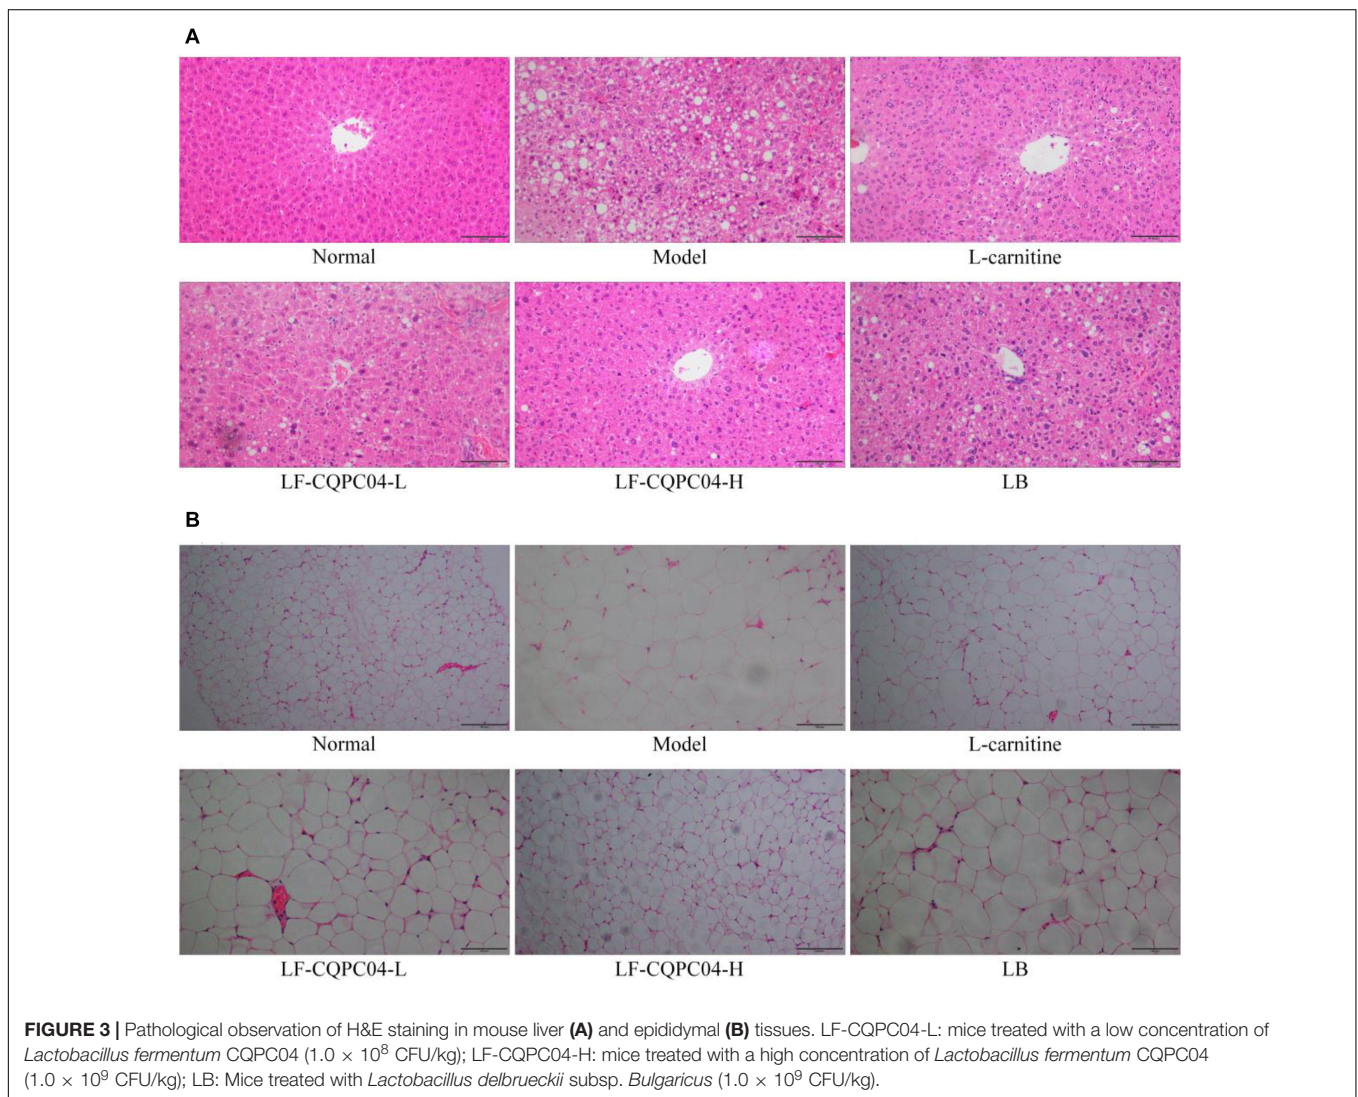 A
Normal
Model
L-carnitine
LF-CQPC04-L
LF-CQPC04-H
LB
B
Normal
Model
L-carnitine
LF-CQPC04-L
LF-CQPC04-H
LB
FIGURE 3 | Pathological observation of H&E staining in mouse liver (A) and epididymal (B) tissues. LF-CQPC04-L: mice treated with a low concentration of
Lactobacillus fermentum CQPC04 (1.0 × 10⁸ CFU/kg); LF-CQPC04-H: mice treated with a high concentration of Lactobacillus fermentum CQPC04
(1.0 × 10⁹ CFU/kg); LB: Mice treated with Lactobacillus delbrueckii subsp. Bulgaricus (1.0 × 10⁹ CFU/kg).